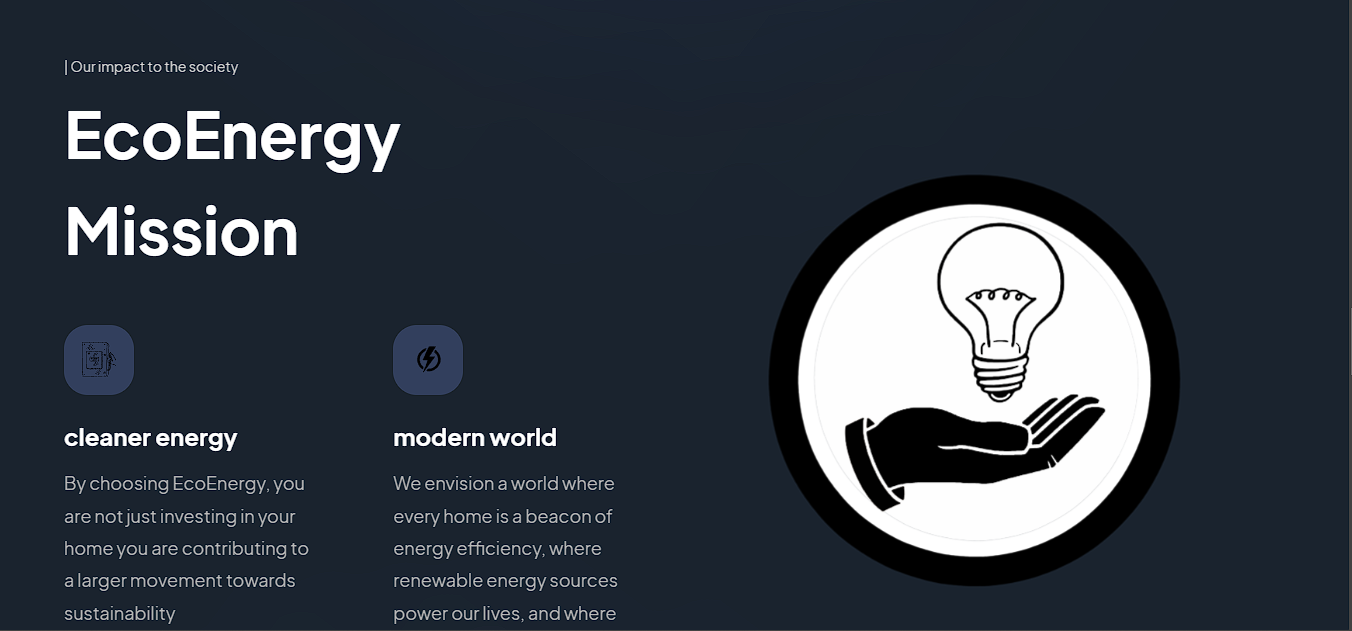 | Our impact to the society
EcoEnergy
Mission
cleaner energy
By choosing EcoEnergy, you
are not just investing in your
home you are contributing to
a larger movement towards
sustainability
modern world
We envision a world where
every home is a beacon of
energy efficiency, where
renewable energy sources
power our lives, and where